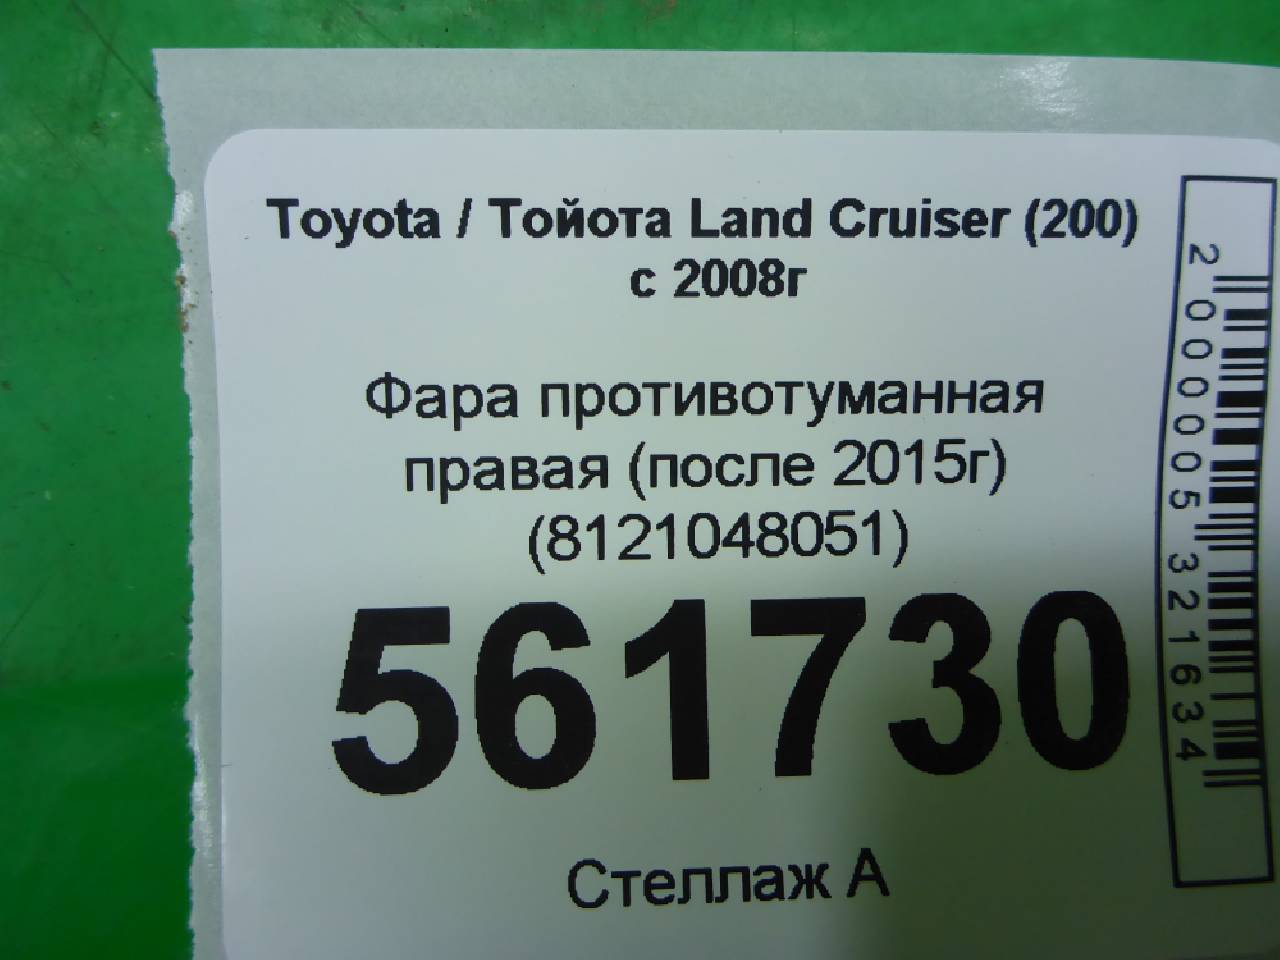 Toyota / Тойота Land Cruiser (200)
с 2008г
Фара противотуманная
правая (после 2015г)
(8121048051)
561730
Стеллаж А
2000005321634